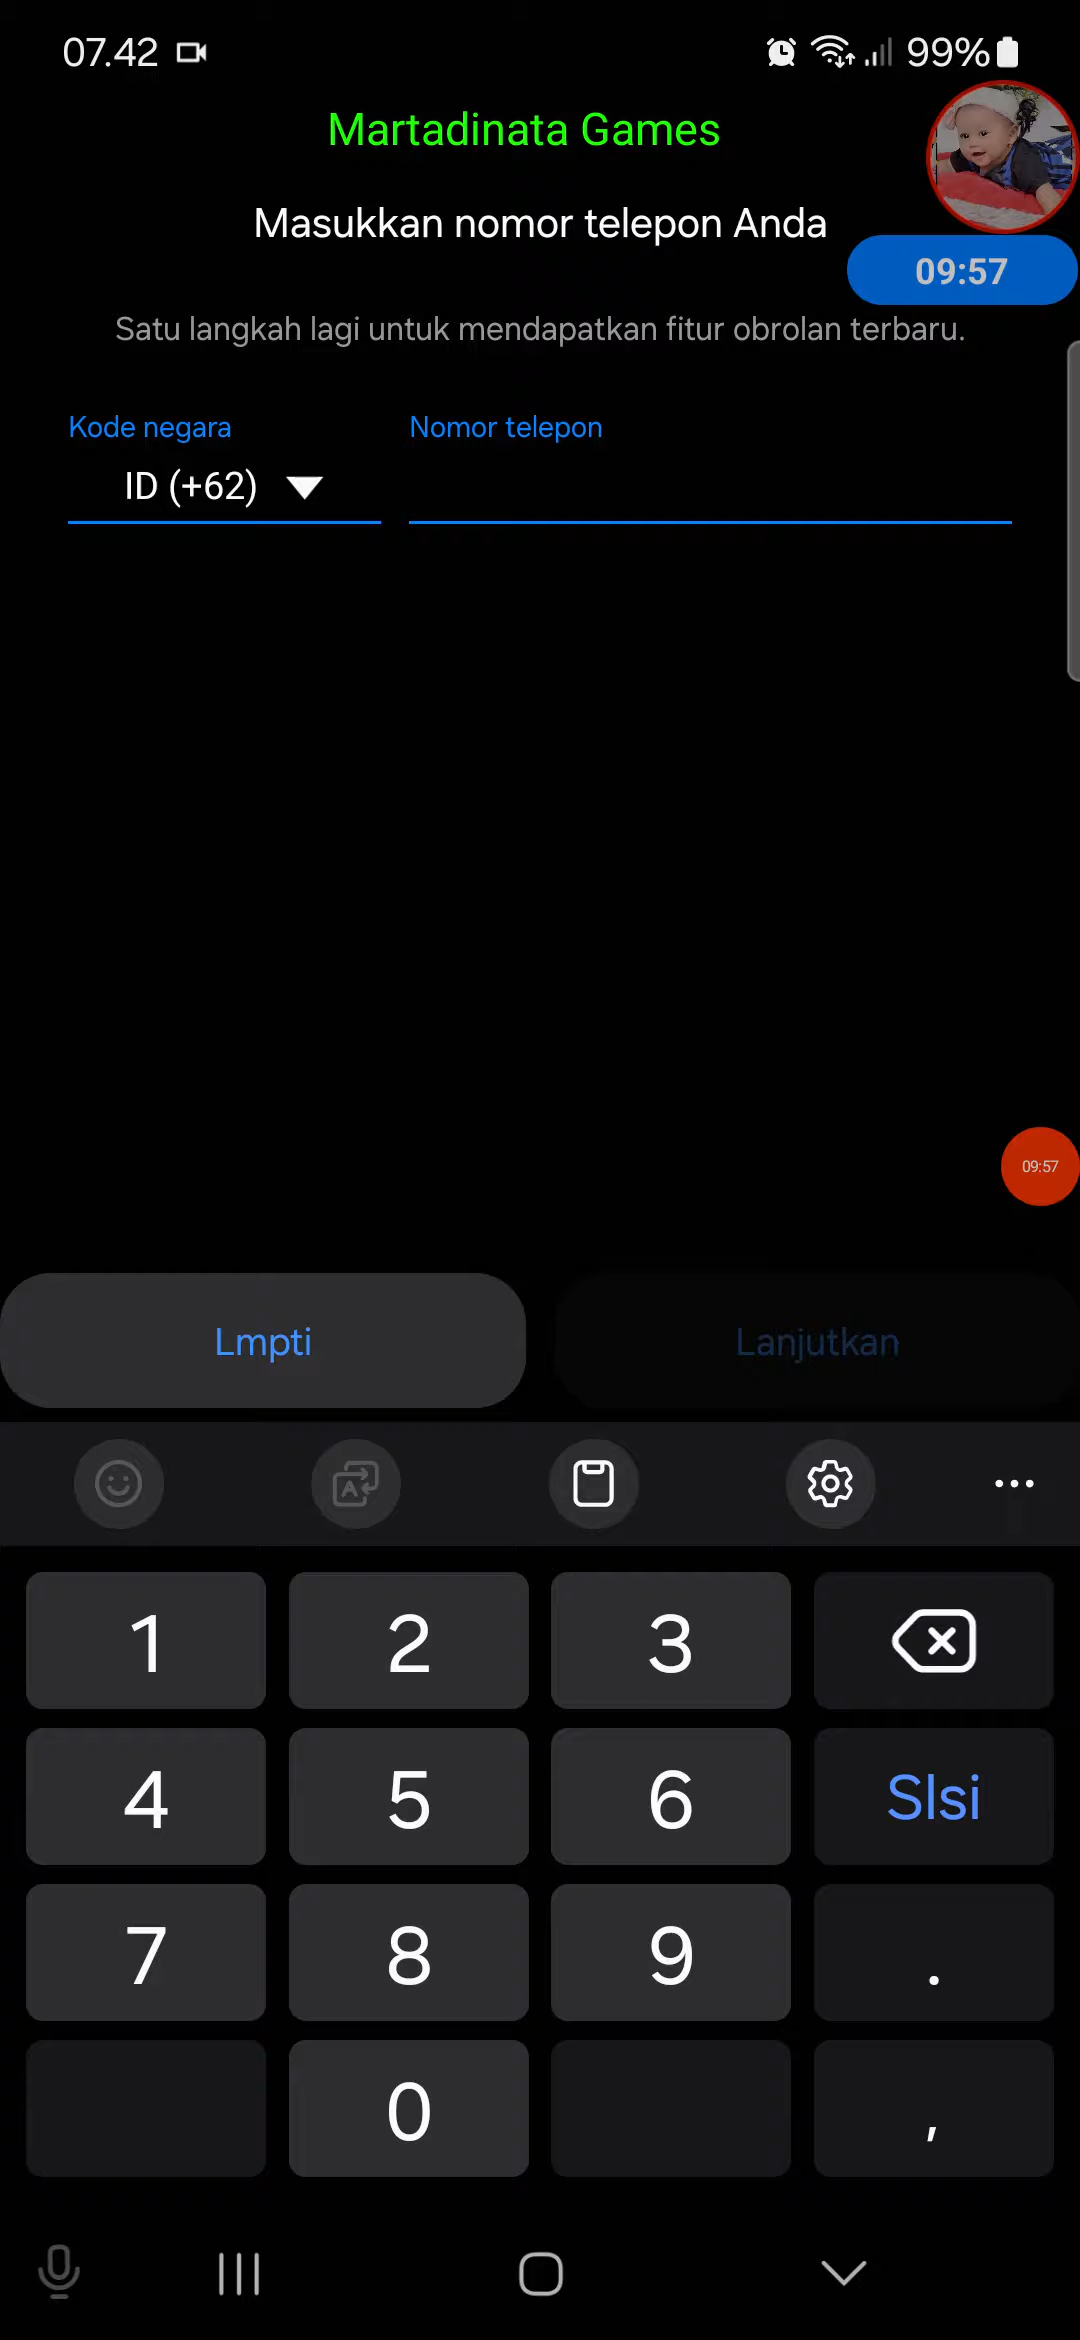 07.42
99%
Martadinata Games
Masukkan nomor telepon Anda
09:57
Satu langkah lagi untuk mendapatkan fitur obrolan terbaru.
Kode negara
Nomor telepon
ID (+62)
09:57
Lmpti
Lanjutkan
1 2 3
4 5 6 Slsi
7 8 9 .
0 ,